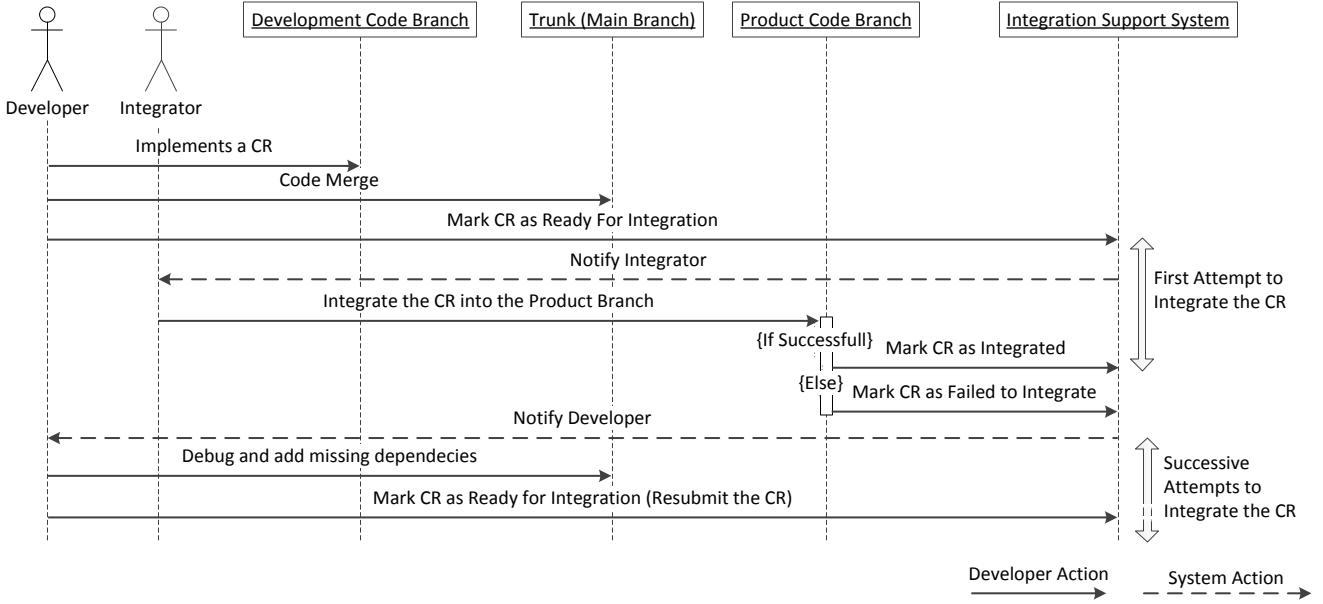 Development Code Branch
Trunk (Main Branch)
Product Code Branch
Integration Support System
Developer
Integrator
Implements a CR
Code Merge
Mark CR as Ready For Integration
Notify Integrator
First Attempt to
Integrate the CR
Integrate the CR into the Product Branch
{If Successfull}
Mark CR as Integrated
{Else}
Mark CR as Failed to Integrate
Notify Developer
Debug and add missing dependecies
Successive
Attempts to
Integrate the CR
Mark CR as Ready for Integration (Resubmit the CR)
Developer Action
System Action